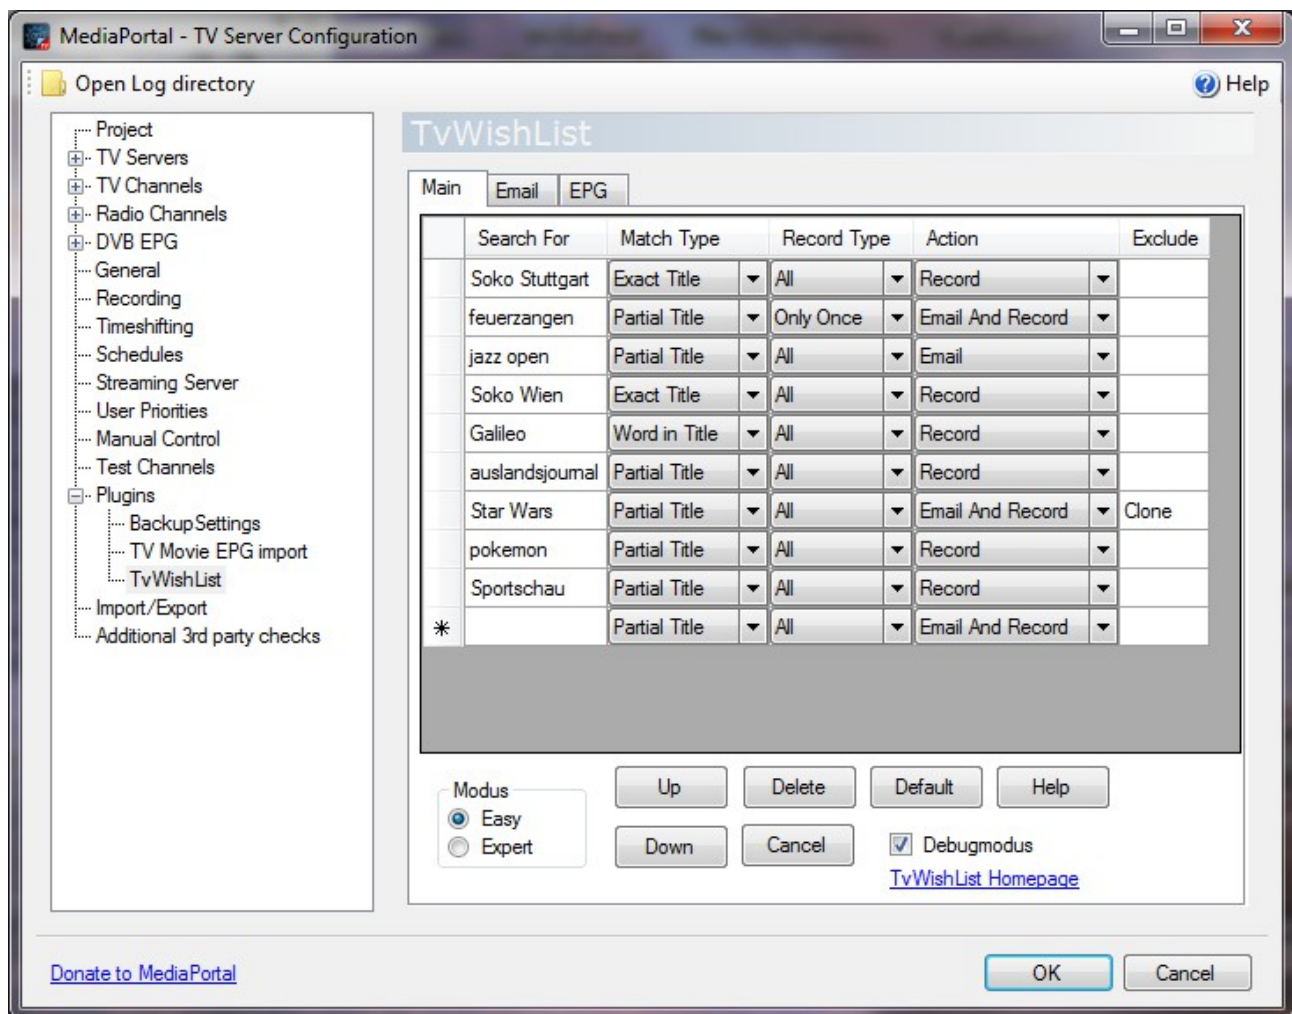 MediaPortal - TV Server Configuration
Open Log directory
Help
Project
TV Servers
TV Channels
Radio Channels
DVB EPG
General
Recording
Timeshifting
Schedules
Streaming Server
User Priorities
Manual Control
Test Channels
Plugins
BackupSettings
TV Movie EPG import
TvWishList
Import/Export
Additional 3rd party checks
TvWishList
Main Email EPG
Search For Match Type Record Type Action Exclude
Soko Stuttgart Exact Title All Record
feuerzangen Partial Title Only Once Email And Record
jazz open Partial Title All Email
Soko Wien Exact Title All Record
Galileo Word in Title All Record
auslandsjournal Partial Title All Record
Star Wars Partial Title All Email And Record Clone
pokemon Partial Title All Record
Sportschau Partial Title All Record
* Partial Title All Email And Record
Modus
Easy
Expert
Up Delete Default Help
Down Cancel Debugmodus
TvWishList Homepage
Donate to MediaPortal
OK Cancel